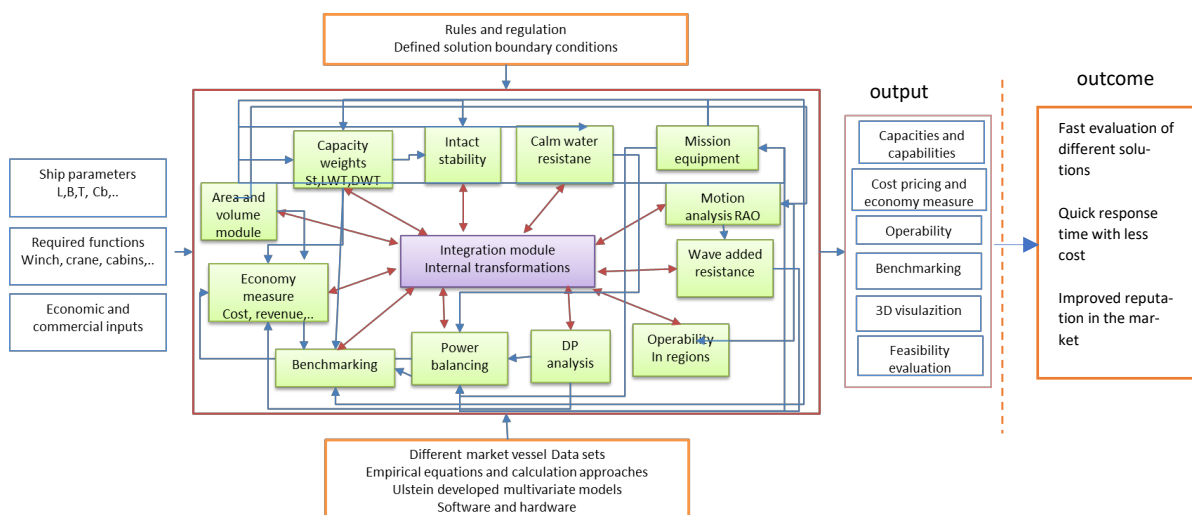 Rules and regulation
Defined solution boundary conditions
Ship parameters
L,B,T, Cb,..
Required functions
Winch, crane, cabins,..
Economic and
commercial inputs
Capacity
weights
St,LWT,DWT
Intact
stability
Calm water
resistane
Mission
equipment
Area and
volume
module
Motion
analysis RAO
Integration module
Internal transformations
Wave added
resistance
Economy
measure
Cost, revenue,..
Benchmarking
Power
balancing
DP
analysis
Operability
In regions
Different market vessel Data sets
Empirical equations and calculation approaches
Ulstein developed multivariate models
Software and hardware
output
Capacities and
capabilities
Cost pricing and
economy measure
Operability
Benchmarking
3D visulazition
Feasibility
evaluation
outcome
Fast evaluation of
different solu-
tions
Quick response
time with less
cost
Improved reputa-
tion in the mar-
ket